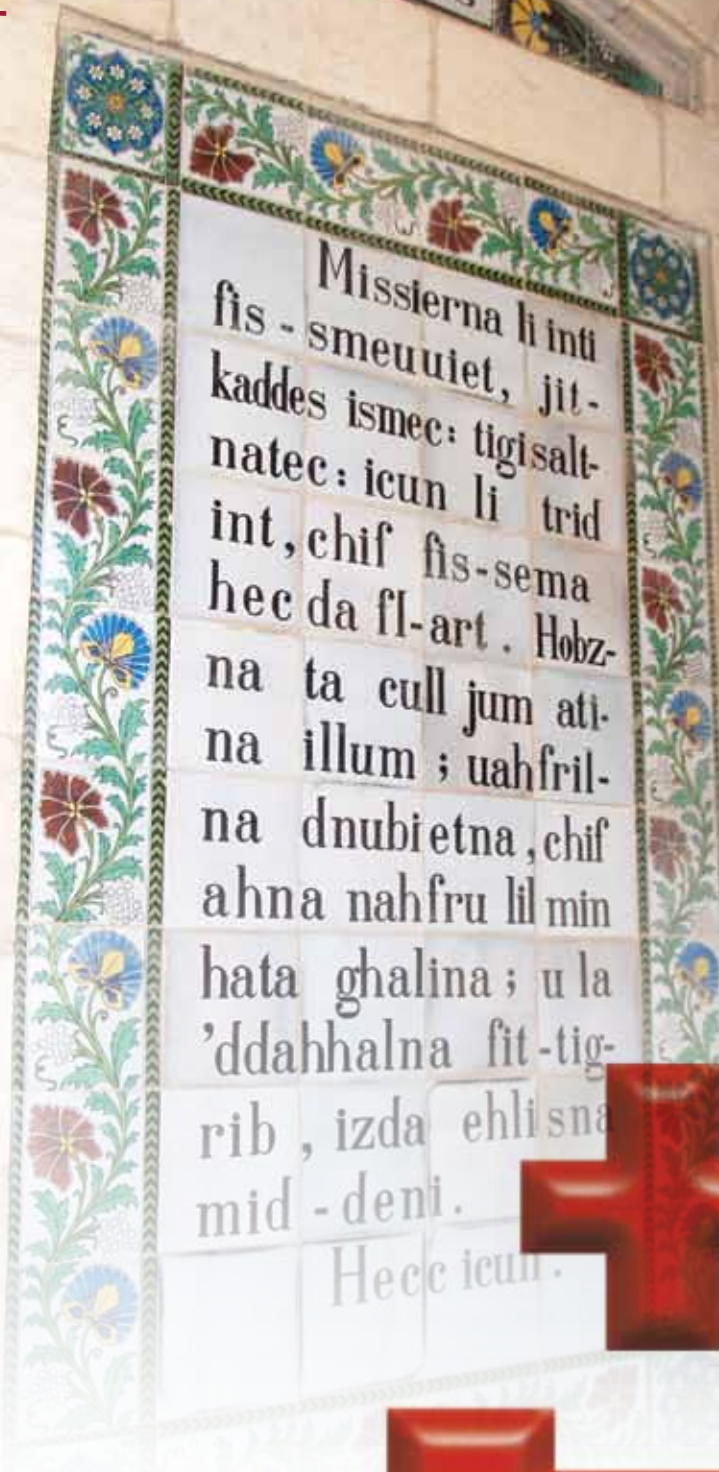 Missierna li inti
fis - smeuuiet, jit-
kaddes ismec: tigi salt-
natec: icun li trid
int, chif fis-sema
hec da fl-art. Hobz-
na ta cull jum ati-
na illum ; uahfril-
na dnubietna, chif
ahna nahfru lil min
hata ghalina ; u la
'ddahhalna fit-tig-
rib , izda ehlisna
mid - deni.
Hecc icun.